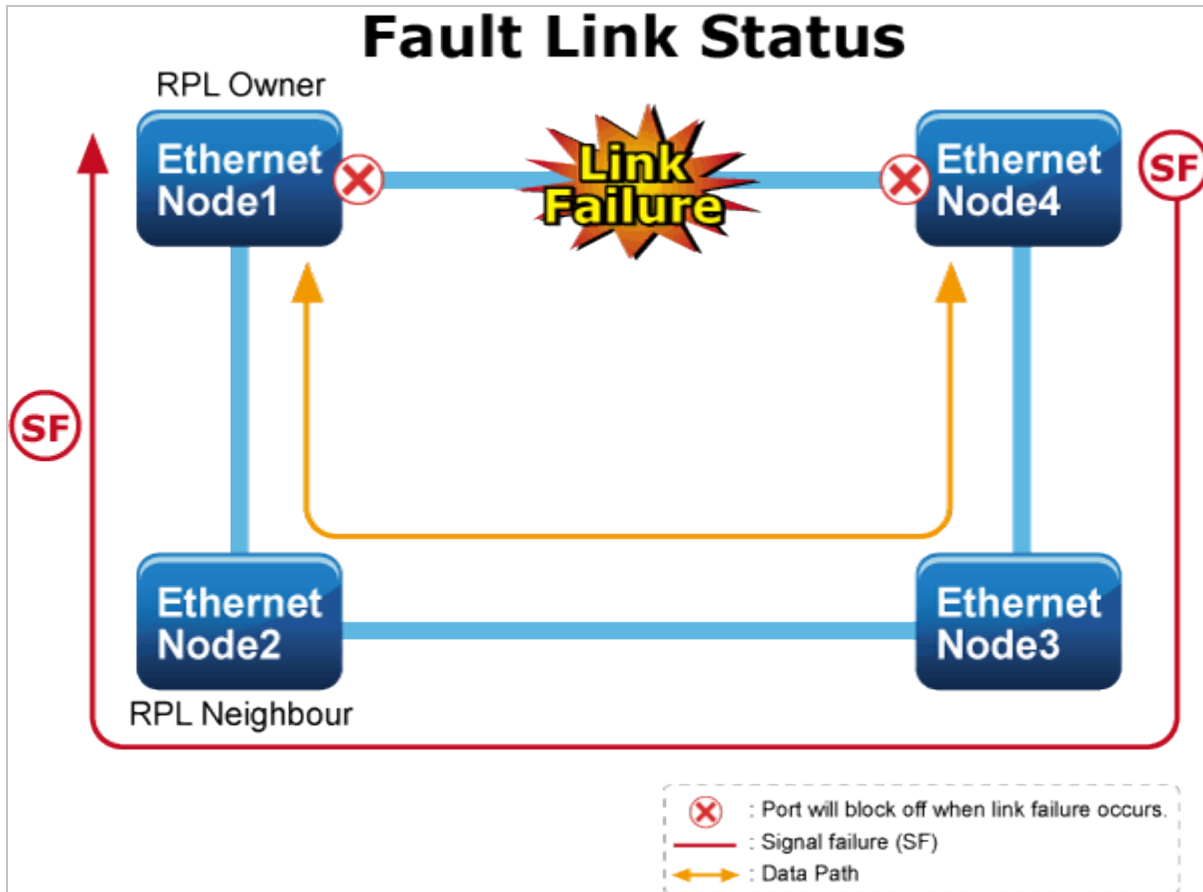 Fault Link Status
RPL Owner
Ethernet
Node1
Link
Failure
Ethernet
Node4
SF
SF
Ethernet
Node2
Ethernet
Node3
RPL Neighbour
: Port will block off when link failure occurs.
: Signal failure (SF)
: Data Path